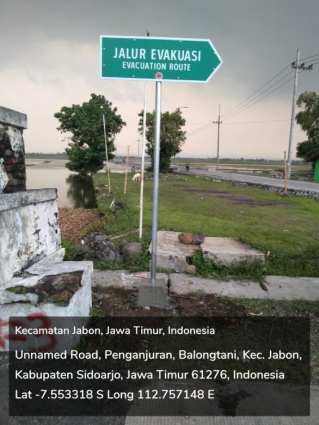 JALUR EVAKUASI
EVACUATION ROUTE
Kecamatan Jabon, Jawa Timur, Indonesia
Unnamed Road, Penganjuran, Balongtani, Kec. Jabon,
Kabupaten Sidoarjo, Jawa Timur 61276, Indonesia
Lat -7.553318 S Long 112.757148 E